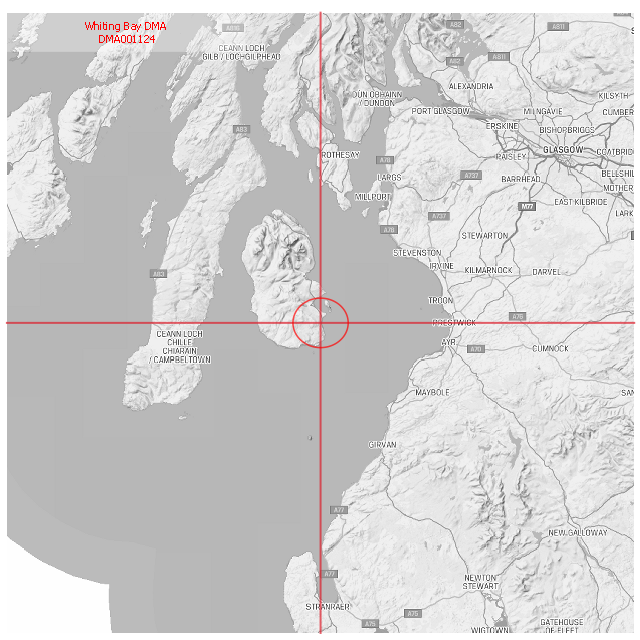 Whiting Bay DMA
DMA001124
A816
A82
A811
CEANN LOCH
GILB / LOCHGILPHEAD
A82
A811
ALEXANDRIA
DÙN OBHAINN
/ DUNOON
KILSYTH
PORT GLASGOW
MILNGAVIE
CUMBER
A83
ERSKINE
BISHOPBRIGGS
ROTHESAY
A78
PAISLEY
GLASGOW
COATBRID
LARGS
A737
BARRHEAD
BELLSHIL
MOTHER
MILLPORT
M77
EAST KILBRIDE
LARK
A78
A737
STEWARTON
STEVENSTON
IRVINE
A83
KILMARNOCK
DARVEL
TROON
A76
PRESTWICK
CEANN LOCH
CHILLE
CHIARAIN
/ CAMPBELTOWN
AYR
A70
CUMNOCK
MAYBOLE
SAN
GIRVAN
A77
NEW GALLOWAY
A77
NEWTON
STEWART
STRANRAER
A75
A75
WIGTOWN
GATEHOUSE
OF FLEET